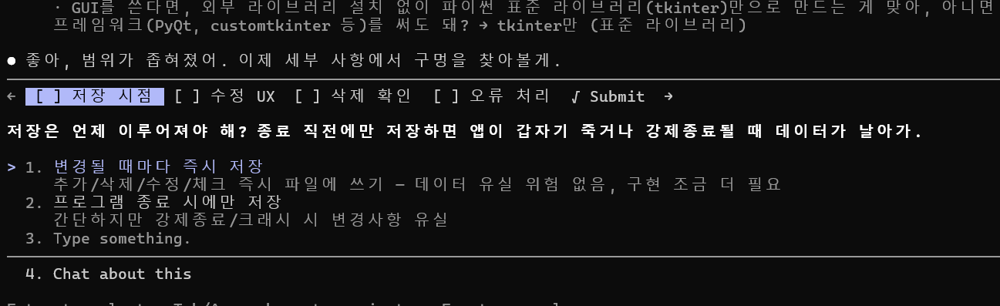 · GUI를 쓴다면, 외부 라이브러리 설치 없이 파이썬 표준 라이브러리(tkinter)만으로 만드는 게 맞아, 아니면
프레임워크(PyQt, customtkinter 등)를 써도 돼? → tkinter만 (표준 라이브러리)
● 좋아, 범위가 좁혀졌어. 이제 세부 사항에서 구멍을 찾아볼게.
← [ ] 저장 시점 [ ] 수정 UX [ ] 삭제 확인 [ ] 오류 처리 √ Submit →
저장은 언제 이루어져야 해? 종료 직전에만 저장하면 앱이 갑자기 죽거나 강제종료될 때 데이터가 날아가.
> 1. 변경될 때마다 즉시 저장
추가/삭제/수정/체크 즉시 파일에 쓰기 — 데이터 유실 위험 없음, 구현 조금 더 필요
2. 프로그램 종료 시에만 저장
간단하지만 강제종료/크래시 시 변경사항 유실
3. Type something.
4. Chat about this